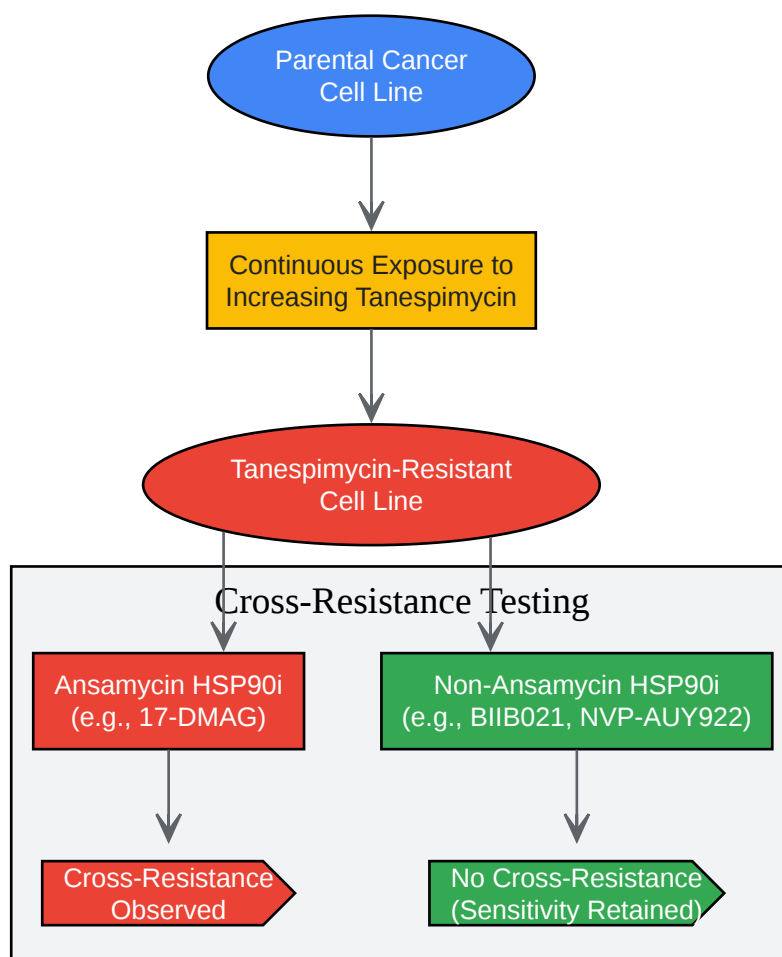 Parental Cancer
Cell Line
Continuous Exposure to
Increasing Tanespimycin
Tanespimycin-Resistant
Cell Line
Cross-Resistance Testing
Ansamycin HSP90i
(e.g., 17-DMAG)
Non-Ansamycin HSP90i
(e.g., BIIB021, NVP-AUY922)
Cross-Resistance
Observed
No Cross-Resistance
(Sensitivity Retained)